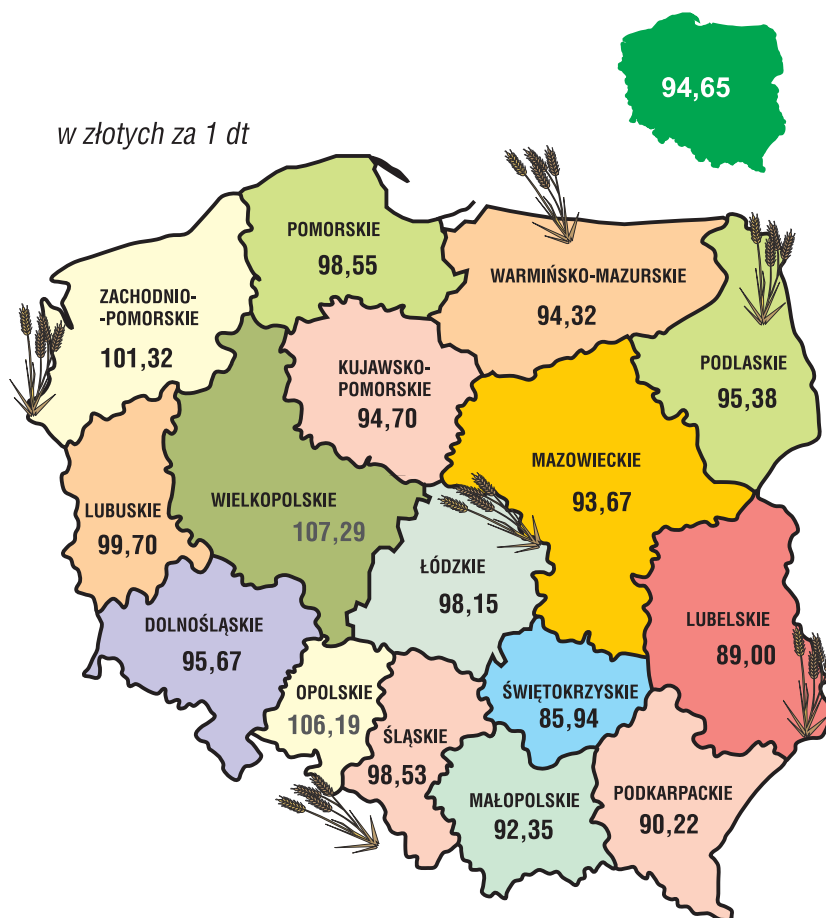 94,65
w złotych za 1 dt
POMORSKIE
98,55
WARMIŃSKO-MAZURSKIE
94,32
ZACHODNIO-
-POMORSKIE
101,32
KUJAWSKO-
POMORSKIE
94,70
PODLASKIE
95,38
MAZOWIECKIE
93,67
WIELKOPOLSKIE
107,29
LUBUSKIE
99,70
ŁÓDZKIE
98,15
DOLNOŚLĄSKIE
95,67
LUBELSKIE
89,00
OPOLSKIE
106,19
ŚWIĘTOKRZYSKIE
85,94
ŚLĄSKIE
98,53
MAŁOPOLSKIE
92,35
PODKARPACKIE
90,22